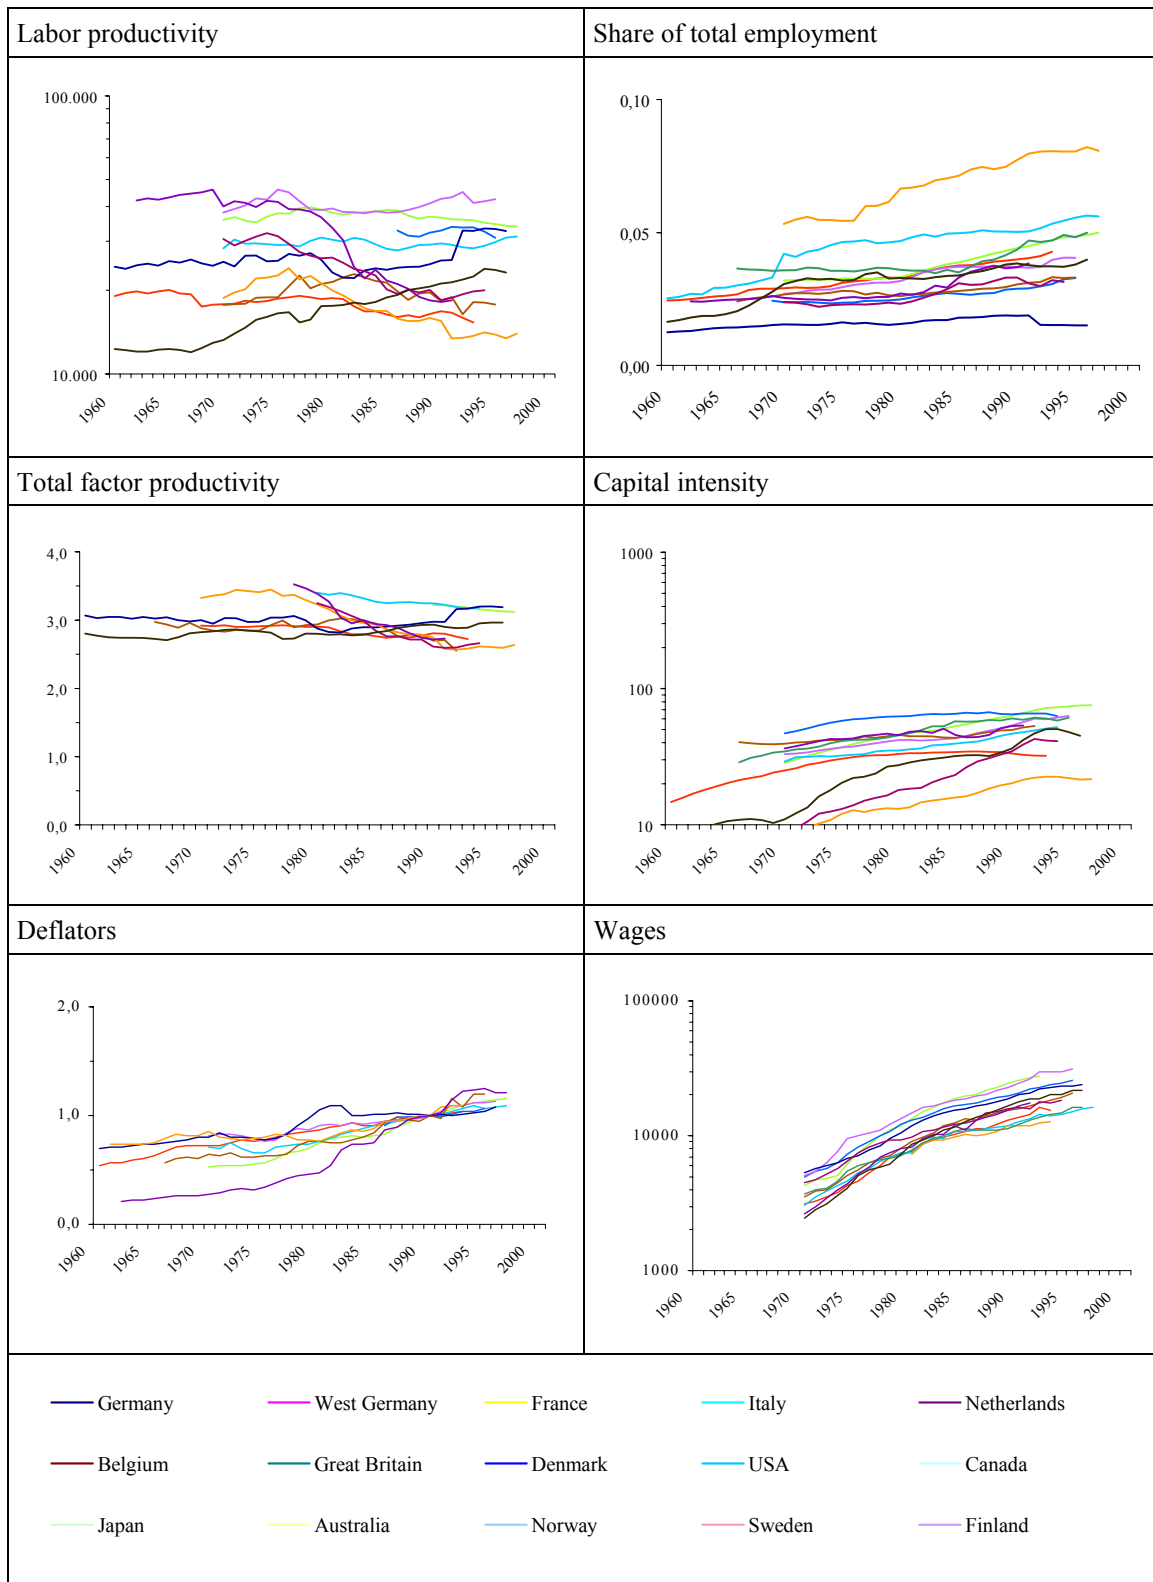 Labor productivity
Share of total employment
100.000
10.000
1960 1965 1970 1975 1980 1985 1990 1995 2000
0,10
0,05
0,00
1960 1965 1970 1975 1980 1985 1990 1995 2000
Total factor productivity
Capital intensity
4,0
3,0
2,0
1,0
0,0
1960 1965 1970 1975 1980 1985 1990 1995 2000
1000
100
10
1960 1965 1970 1975 1980 1985 1990 1995 2000
Deflators
Wages
2,0
1,0
0,0
1960 1965 1970 1975 1980 1985 1990 1995 2000
100000
10000
1000
1960 1965 1970 1975 1980 1985 1990 1995 2000
Germany West Germany France Italy Netherlands
Belgium Great Britain Denmark USA Canada
Japan Australia Norway Sweden Finland